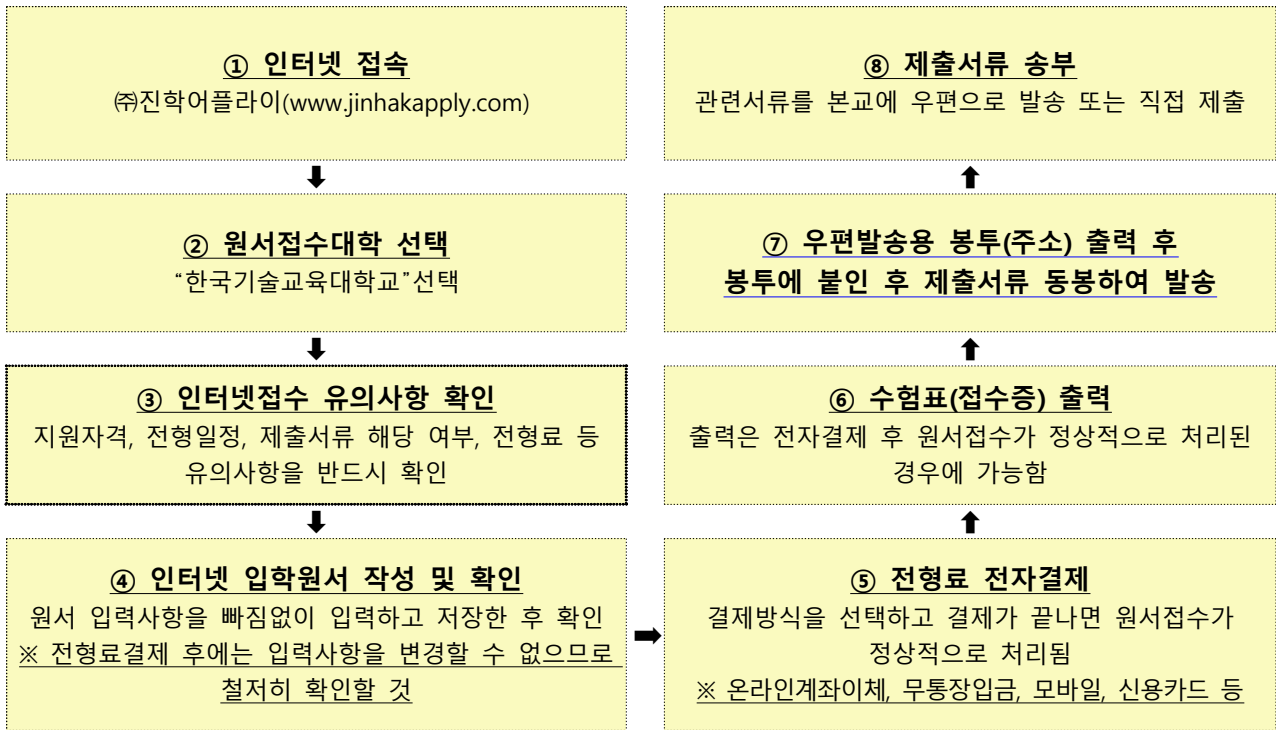 ① 인터넷 접속
㈜진학어플라이(www.jinhakapply.com)
② 원서접수대학 선택
“한국기술교육대학교”선택
③ 인터넷접수 유의사항 확인
지원자격, 전형일정, 제출서류 해당 여부, 전형료 등
유의사항을 반드시 확인
④ 인터넷 입학원서 작성 및 확인
원서 입력사항을 빠짐없이 입력하고 저장한 후 확인
※ 전형료결제 후에는 입력사항을 변경할 수 없으므로
철저히 확인할 것
⑤ 전형료 전자결제
결제방식을 선택하고 결제가 끝나면 원서접수가
정상적으로 처리됨
※ 온라인계좌이체, 무통장입금, 모바일, 신용카드 등
⑥ 수험표(접수증) 출력
출력은 전자결제 후 원서접수가 정상적으로 처리된
경우에 가능함
⑦ 우편발송용 봉투(주소) 출력 후
봉투에 붙인 후 제출서류 동봉하여 발송
⑧ 제출서류 송부
관련서류를 본교에 우편으로 발송 또는 직접 제출